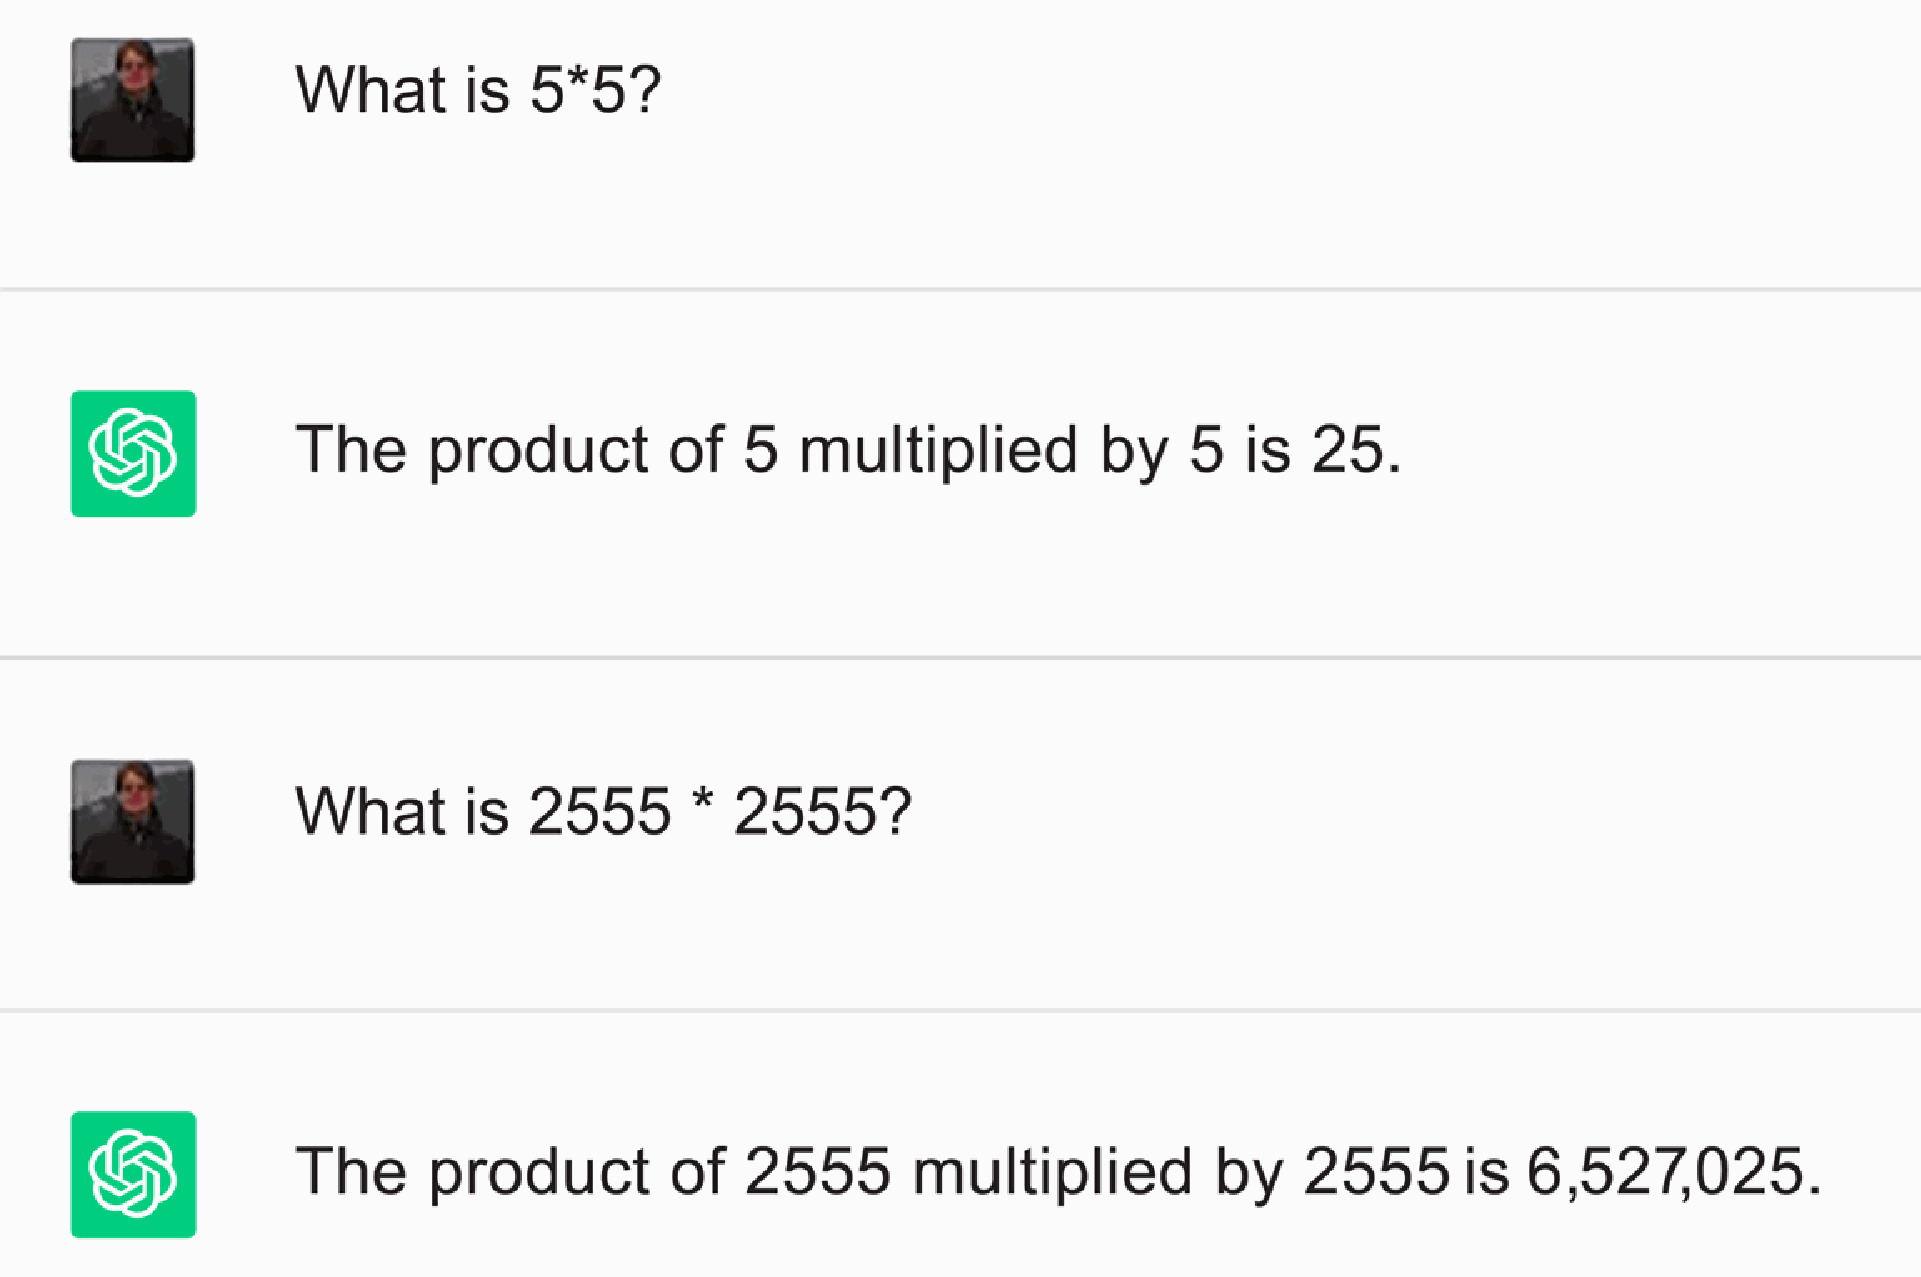 What is 5*5?
The product of 5 multiplied by 5 is 25.
What is 2555 * 2555?
The product of 2555 multiplied by 2555 is 6,527,025.